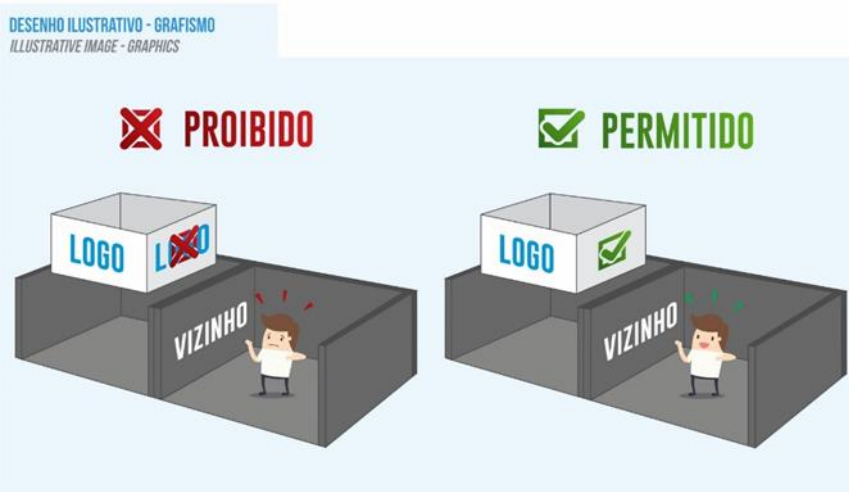 DESENHO ILUSTRATIVO - GRAFISMO
ILLUSTRATIVE IMAGE - GRAPHICS
PROIBIDO
PERMITIDO
LOGO
LOGO
LOGO
VIZINHO
VIZINHO